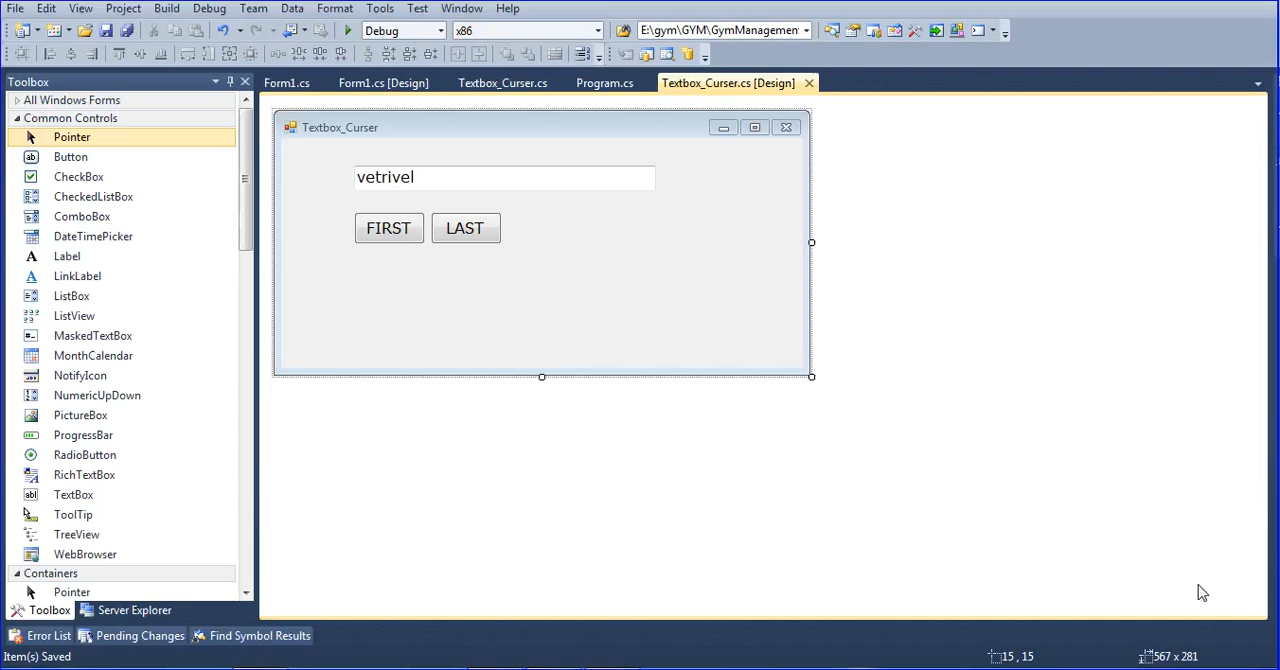 File Edit View Project Build Debug Team Data Format Tools Test Window Help
Debug x86 E:\gym\GYM\GymManagement
Toolbox
Form1.cs Form1.cs [Design] Textbox_Curser.cs Program.cs Textbox_Curser.cs [Design]
All Windows Forms
Common Controls
Pointer
Button
CheckBox
CheckedListBox
ComboBox
DateTimePicker
Label
LinkLabel
ListBox
ListView
MaskedTextBox
MonthCalendar
NotifyIcon
NumericUpDown
PictureBox
ProgressBar
RadioButton
RichTextBox
TextBox
ToolTip
TreeView
WebBrowser
Containers
Pointer
Textbox_Curser
vetrivel
FIRST LAST
Toolbox Server Explorer
Error List Pending Changes Find Symbol Results
Item(s) Saved 15 , 15 567 x 281